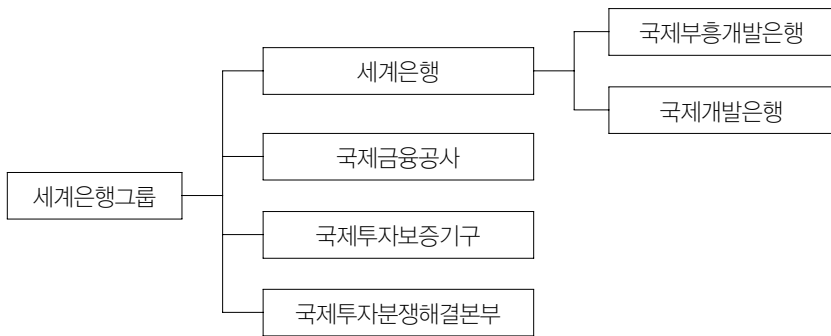 국제부흥개발은행
세계은행
국제개발은행
국제금융공사
세계은행그룹
국제투자보증기구
국제투자분쟁해결본부